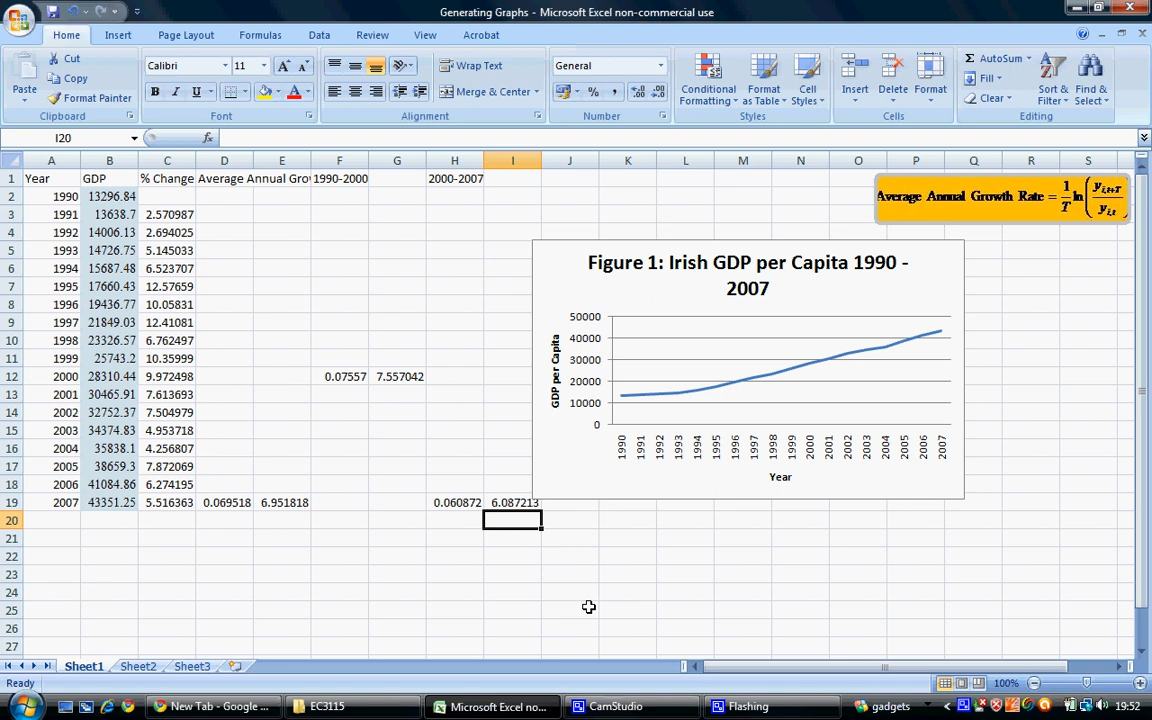 Generating Graphs - Microsoft Excel non-commercial use
Home Insert Page Layout Formulas Data Review View Acrobat
Paste Cut Calibri 11 A A Wrap Text General Conditional Formatting Format as Table Cell Styles Insert Delete Format Σ AutoSum Sort & Filter Find & Select
Copy Fill
Format Painter B I U A Merge & Center % , Clear
Clipboard Font Alignment Number Styles Cells Editing
I20 fx
A B C D E F G H I J K L M N O P Q R S
1 Year GDP % Change Average Annual Gro 1990-2000 2000-2007
2 1990 13296.84
3 1991 13638.7 2.570987
4 1992 14006.13 2.694025
5 1993 14726.75 5.145033
6 1994 15687.48 6.523707
7 1995 17660.43 12.57659
8 1996 19436.77 10.05831
9 1997 21849.03 12.41081
10 1998 23326.57 6.762497
11 1999 25743.2 10.35999
12 2000 28310.44 9.972498 0.07557 7.557042
13 2001 30465.91 7.613693
14 2002 32752.37 7.504979
15 2003 34374.83 4.953718
16 2004 35838.1 4.256807
17 2005 38659.3 7.872069
18 2006 41084.86 6.274195
19 2007 43351.25 5.516363 0.069518 6.951818 0.060872 6.087213
20
21
22
23
24
25
26
27
Average Annual Growth Rate = 1/T ln(y i,t+T / y i,t)
Figure 1: Irish GDP per Capita 1990 -
2007
GDP per Capita
50000
40000
30000
20000
10000
0
1990 1991 1992 1993 1994 1995 1996 1997 1998 1999 2000 2001 2002 2003 2004 2005 2006 2007
Year
Sheet1 Sheet2 Sheet3
Ready 100%
New Tab - Google ... EC3115 Microsoft Excel no... CamStudio Flashing gadgets 19:52